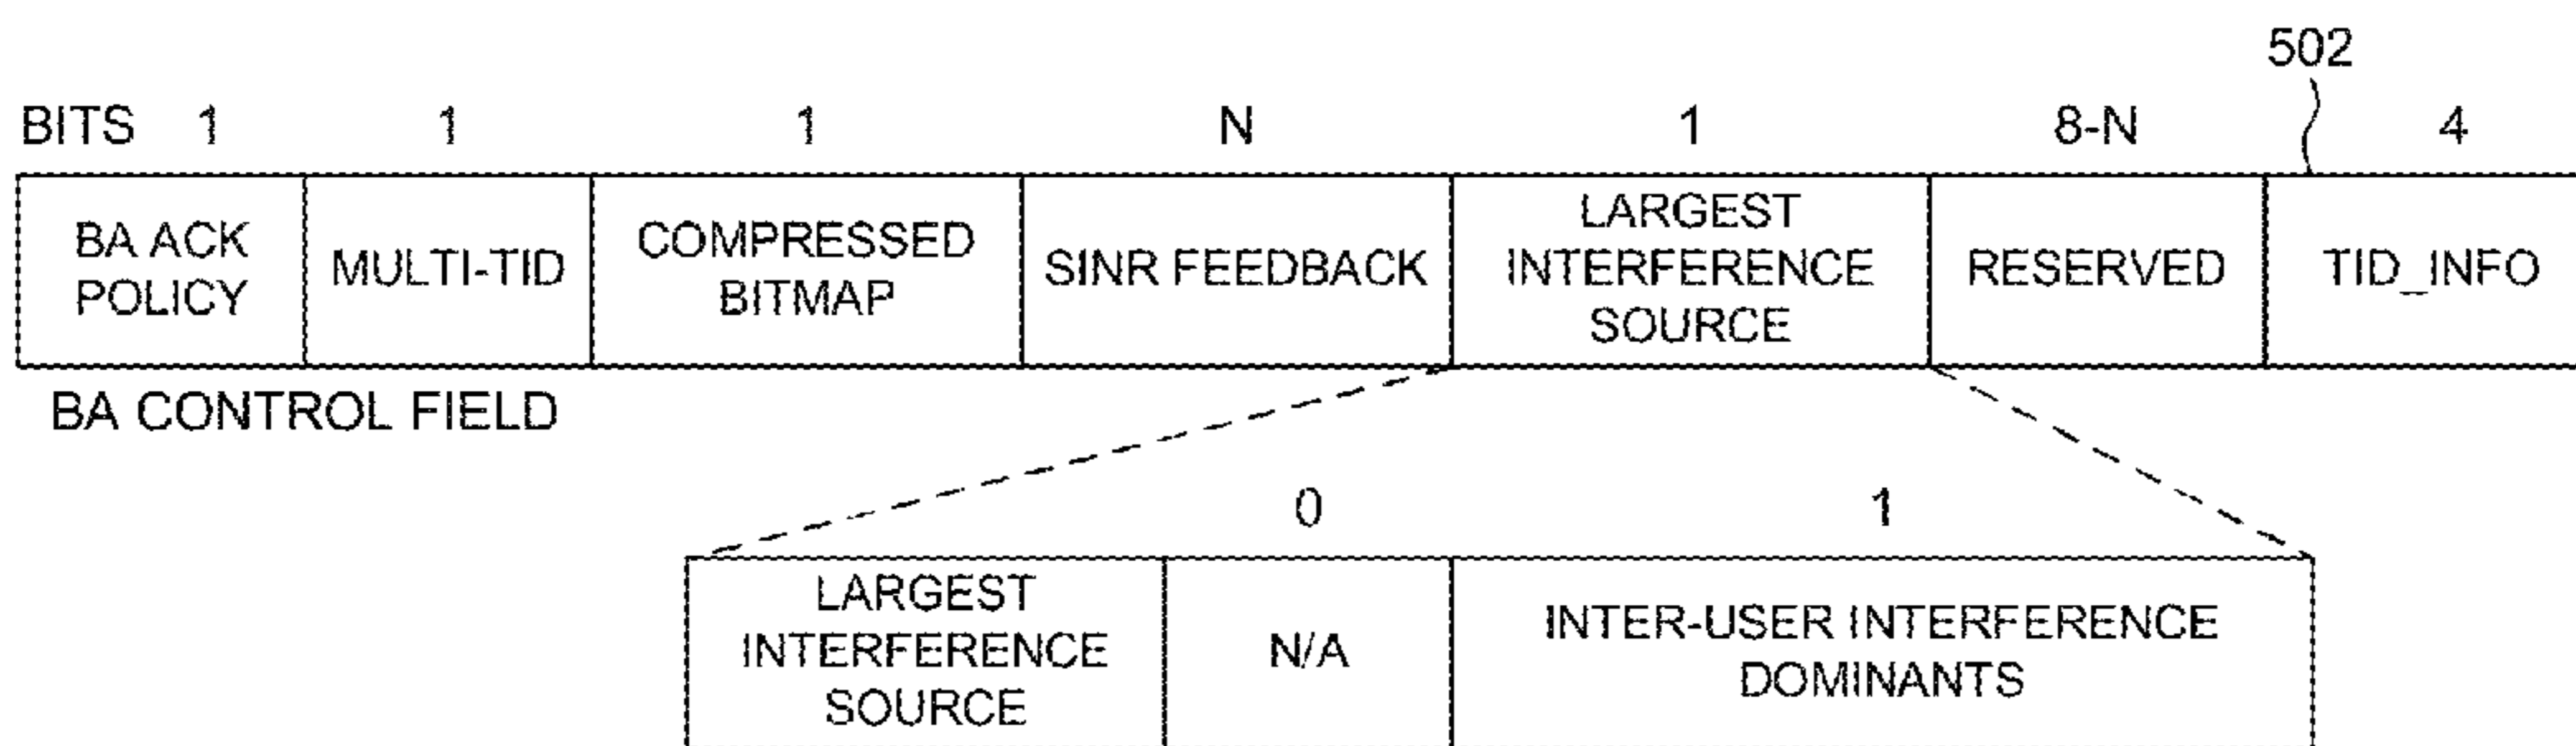 502
BITS 1 1 1 N 1 8-N 4
BA ACK POLICY
MULTI-TID
COMPRESSED BITMAP
SINR FEEDBACK
LARGEST INTERFERENCE SOURCE
RESERVED
TID_INFO
BA CONTROL FIELD
0 1
LARGEST INTERFERENCE SOURCE
N/A
INTER-USER INTERFERENCE DOMINANTS